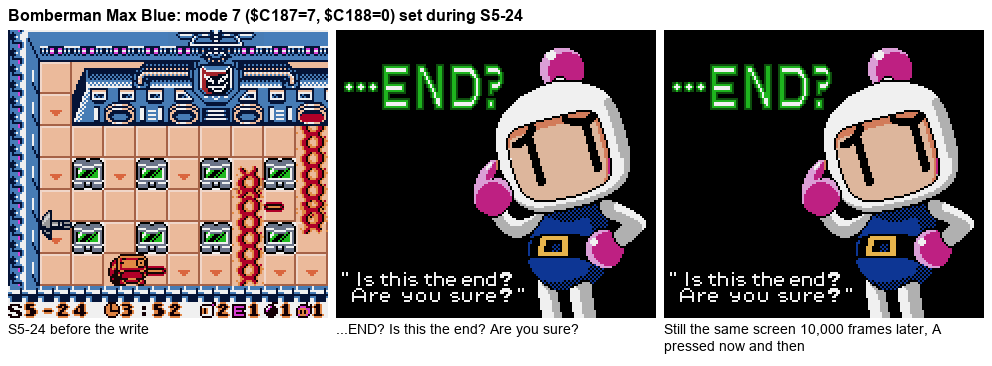 Bomberman Max Blue: mode 7 ($C187=7, $C188=0) set during S5-24
S5-24 3:52 2E1 1 1
...END?
"Is this the end?
Are you sure?"
...END?
"Is this the end?
Are you sure?"
S5-24 before the write
...END? Is this the end? Are you sure?
Still the same screen 10,000 frames later, A
pressed now and then